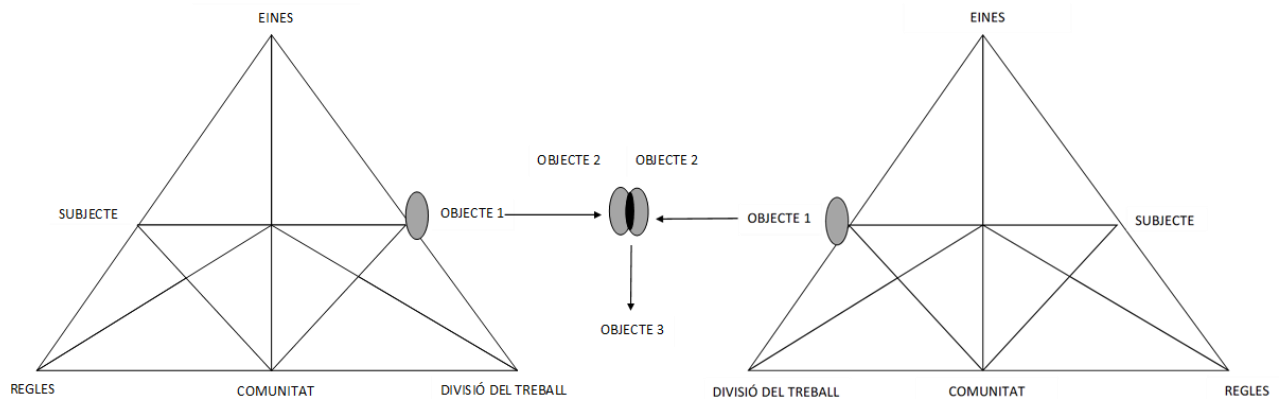 EINES
EINES
OBJECTE 2
OBJECTE 2
SUBJECTE
OBJECTE 1
OBJECTE 1
SUBJECTE
OBJECTE 3
REGLES
COMUNITAT
DIVISIÓ DEL TREBALL
DIVISIÓ DEL TREBALL
COMUNITAT
REGLES